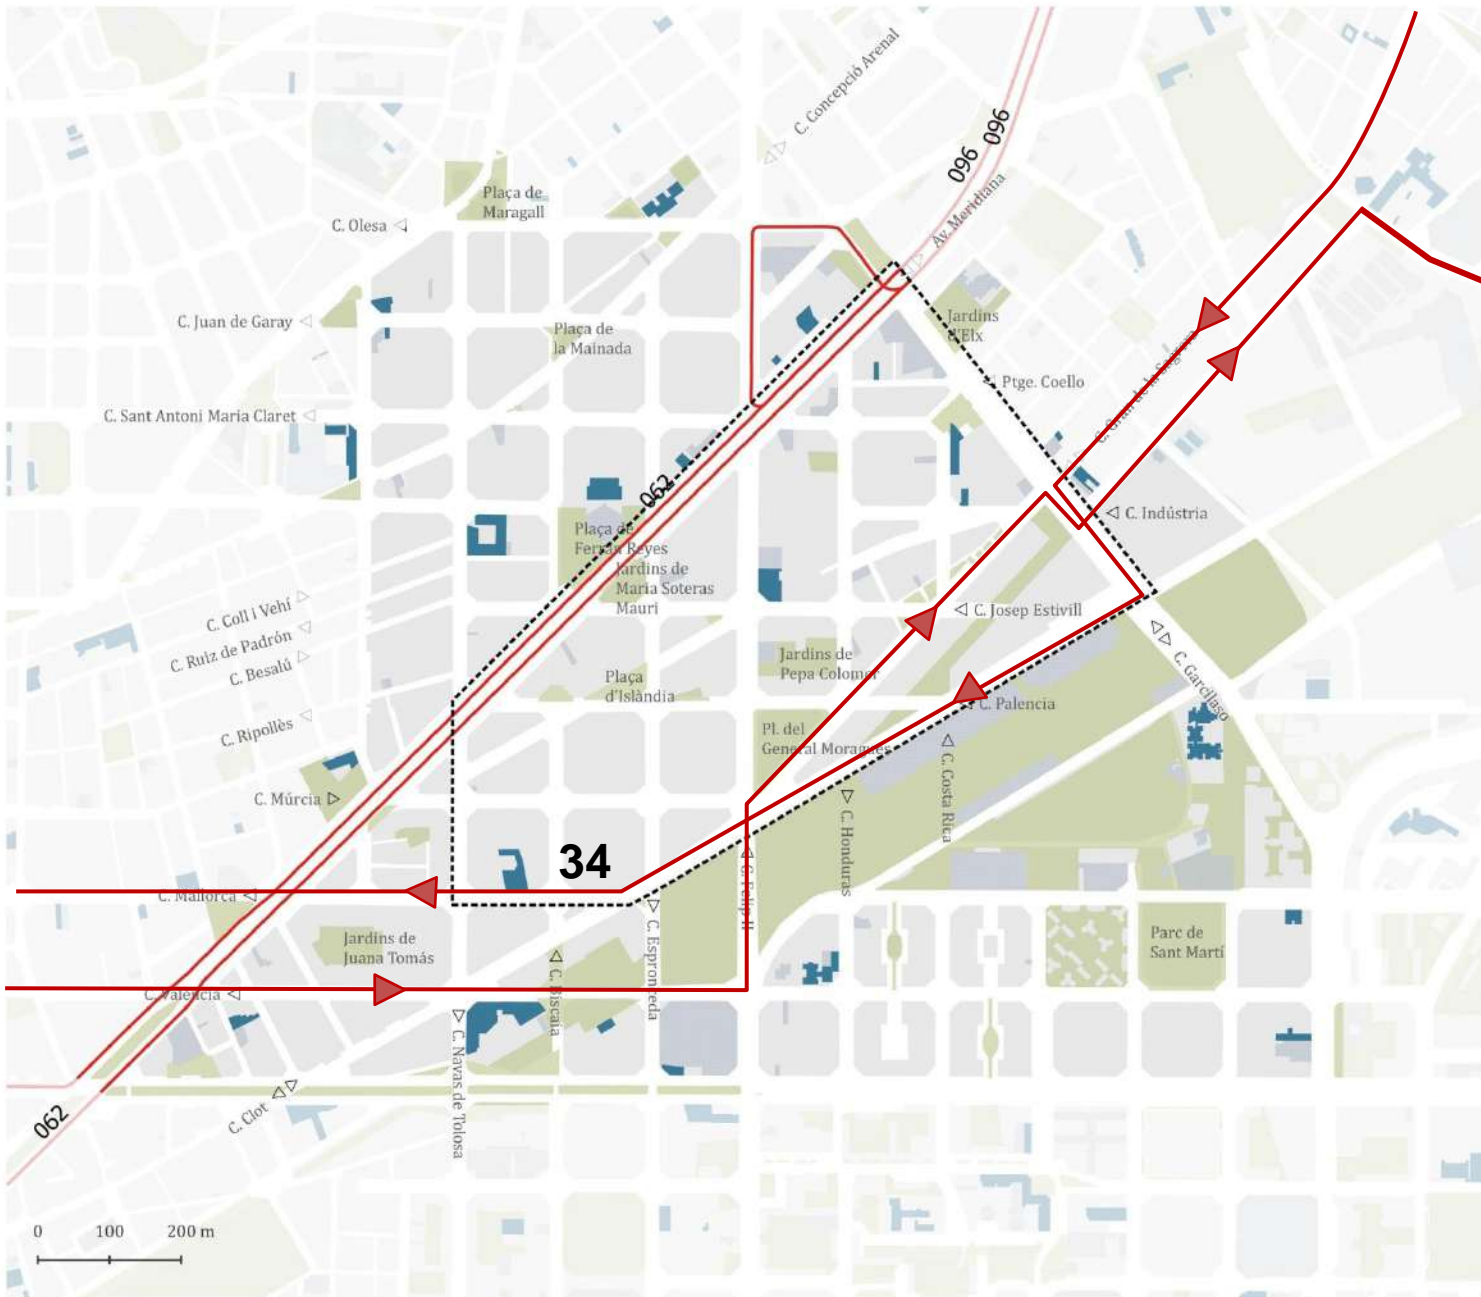 C. Concepció Arenal
096
096
Av. Meridiana
Plaça de
Maragall
C. Olesa
C. Juan de Garay
Plaça de
la Mainada
Jardins
d'Elx
Ptge. Coello
C. Gran de la Sagrera
C. Sant Antoni Maria Claret
062
C. Indústria
Plaça de
Ferran Reyes
Jardins de
Maria Soteras
Mauri
C. Coll i Vehí
C. Ruiz de Padrón
C. Besalú
C. Ripollès
C. Josep Estivill
Jardins de
Pepa Colomer
Plaça
d'Islàndia
C. Garcilaso
C. Palencia
Pl. del
General Moragues
C. Costa Rica
C. Múrcia
C. Honduras
34
C. Felip II
C. Mallorca
C. Espronceda
Jardins de
Juana Tomás
Parc de
Sant Martí
C. Biscaia
C. València
C. Navas de Tolosa
C. Clot
062
0 100 200 m